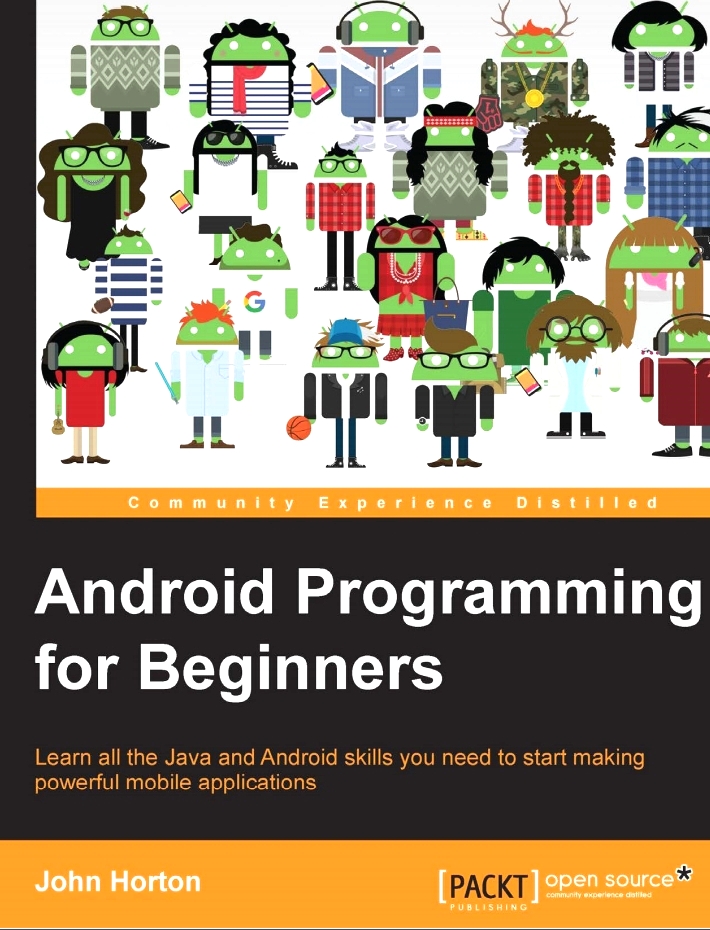 G
Community Experience Distilled
Android Programming
for Beginners
Learn all the Java and Android skills you need to start making
powerful mobile applications
John Horton
[PACKT] open source*
PUBLISHING community experience distilled